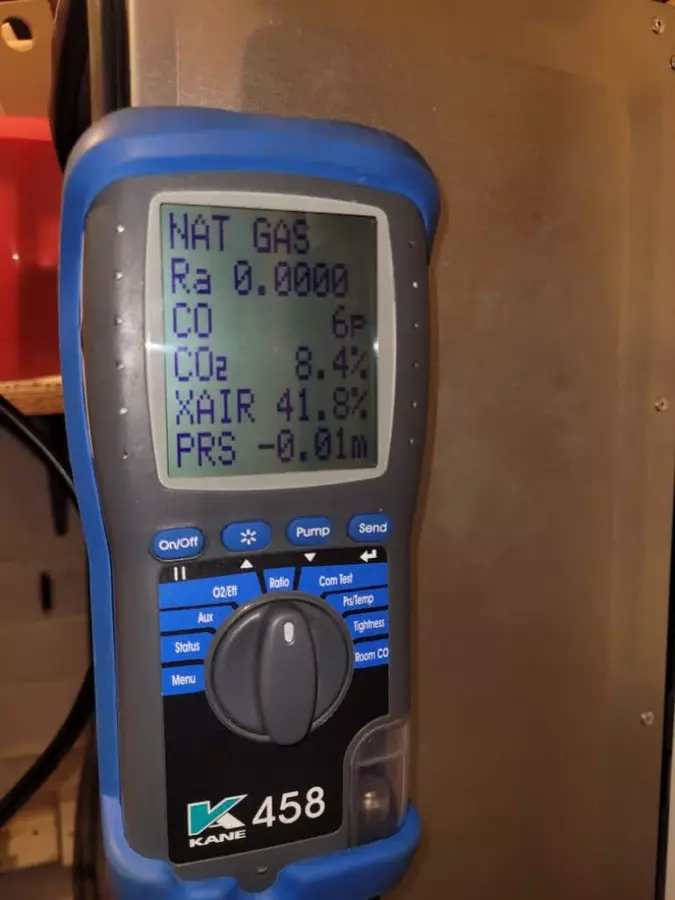 NAT GAS
Ra 0.0000
CO 6P
CO2 8.4%
XAIR 41.8%
PRS -0.01m
On/Off Pump Send
O2/Eff Ratio Com Test
Aux Prs/Temp
Status Tightness
Menu Room CO
KANE 458